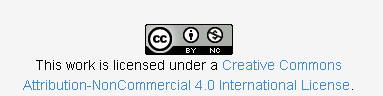 cc
BY NC
This work is licensed under a Creative Commons
Attribution-NonCommercial 4.0 International License.